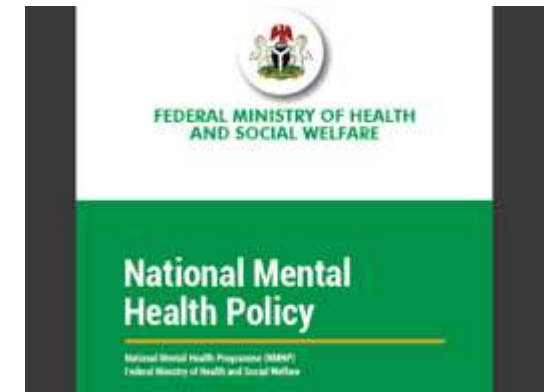 FEDERAL MINISTRY OF HEALTH
AND SOCIAL WELFARE
National Mental
Health Policy
National Mental Health Programme (NMHP)
Federal Ministry of Health and Social Welfare